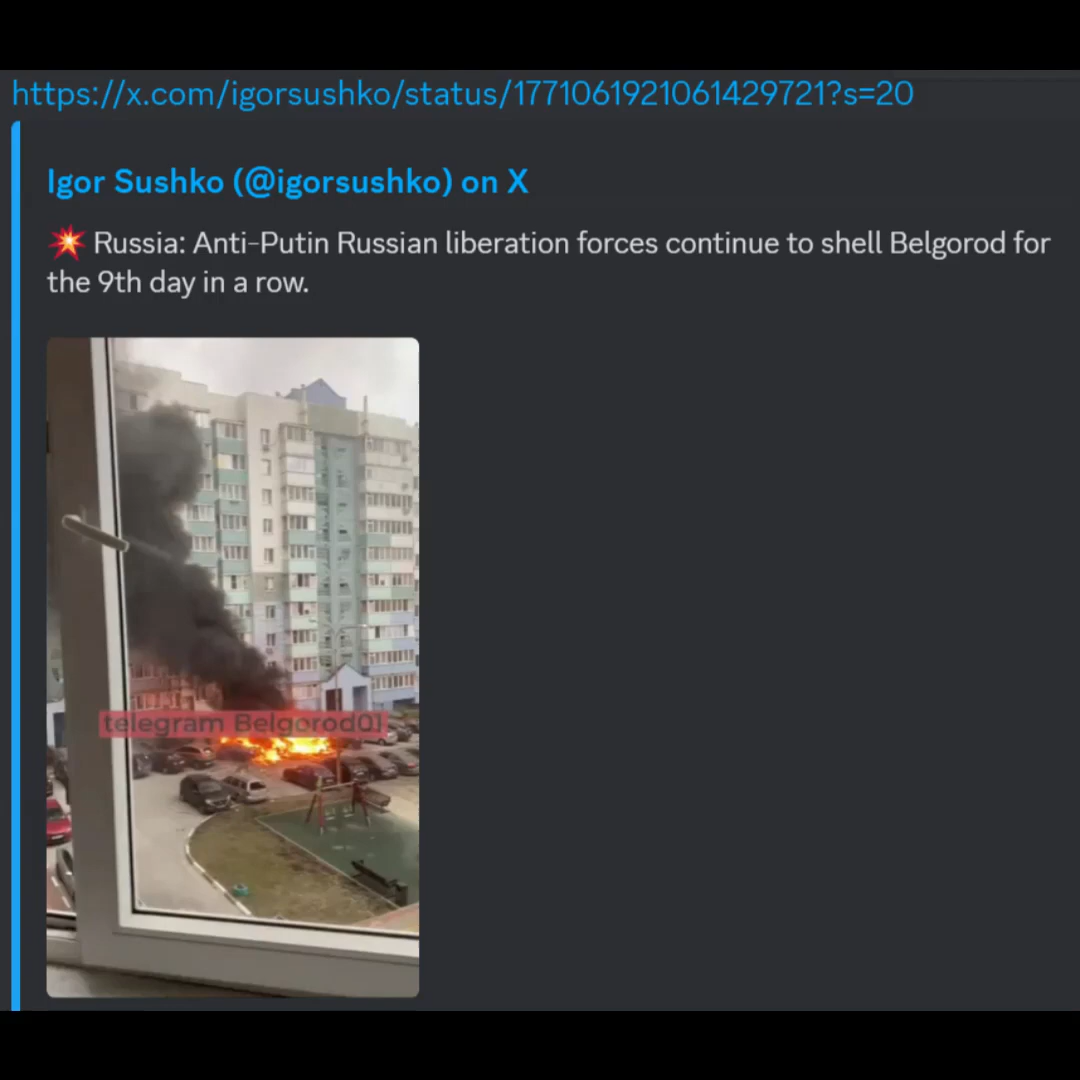 https://x.com/igorsushko/status/1771061921061429721?s=20
Igor Sushko (@igorsushko) on X
💥 Russia: Anti-Putin Russian liberation forces continue to shell Belgorod for
the 9th day in a row.
telegram Belgorod01